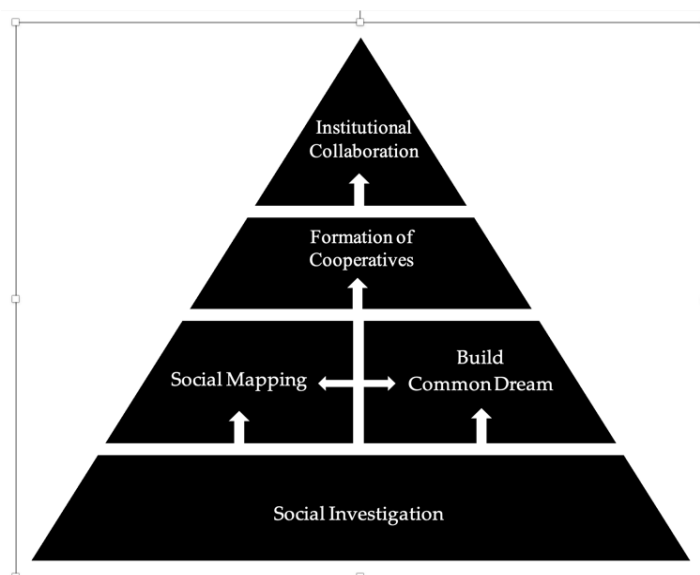 Institutional
Collaboration
Formation of
Cooperatives
Social Mapping
Build
Common Dream
Social Investigation